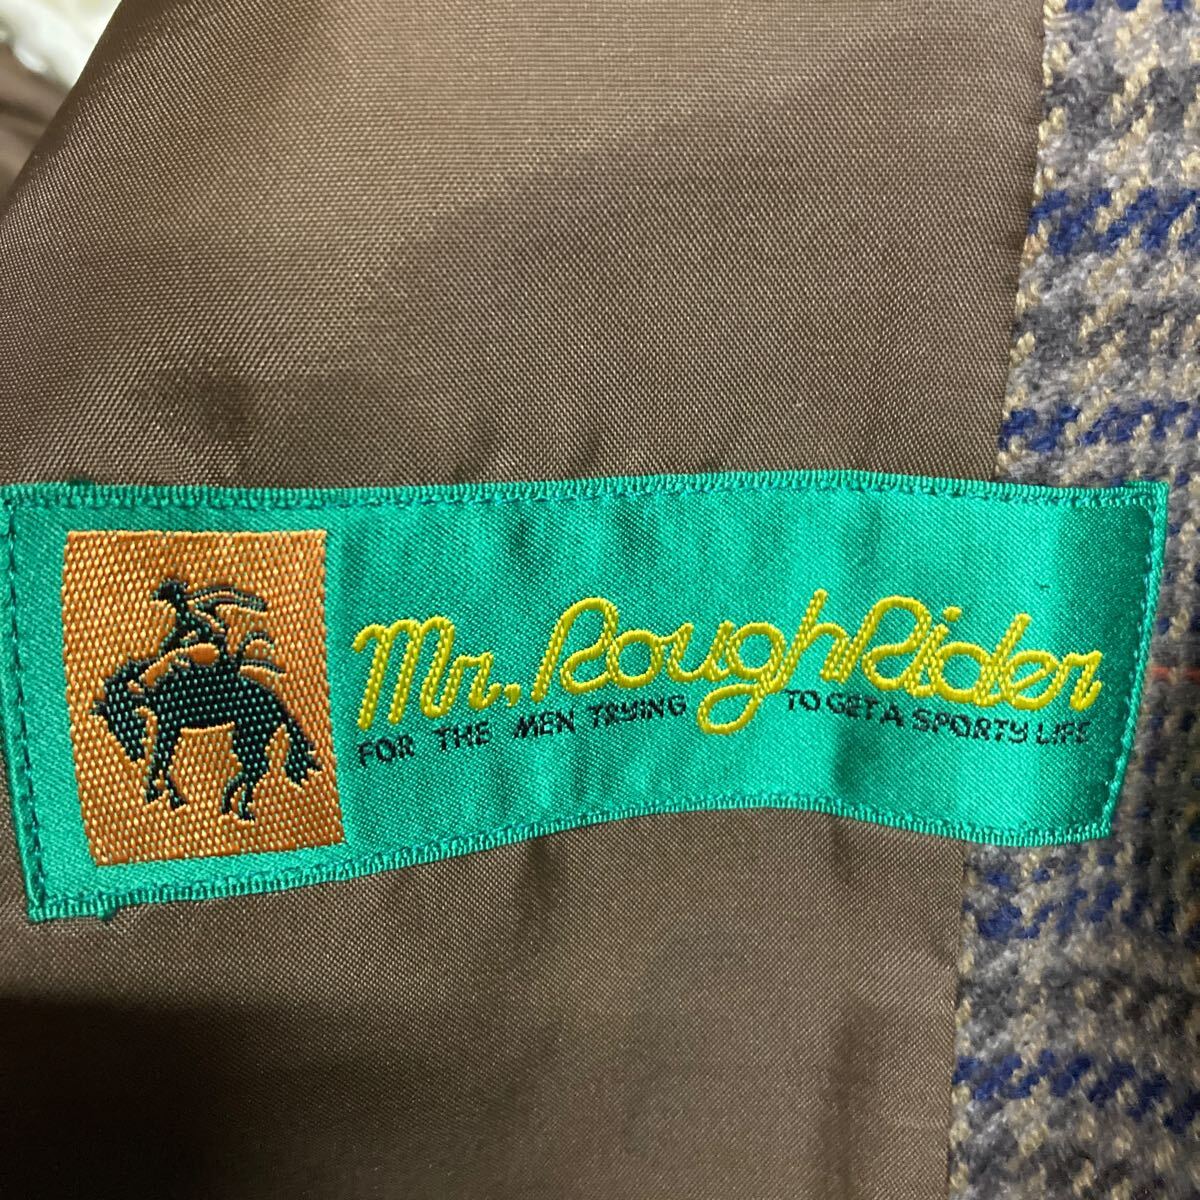 Mr. RoughRider
FOR THE MEN TRYING TO GET A SPORTY LIFE